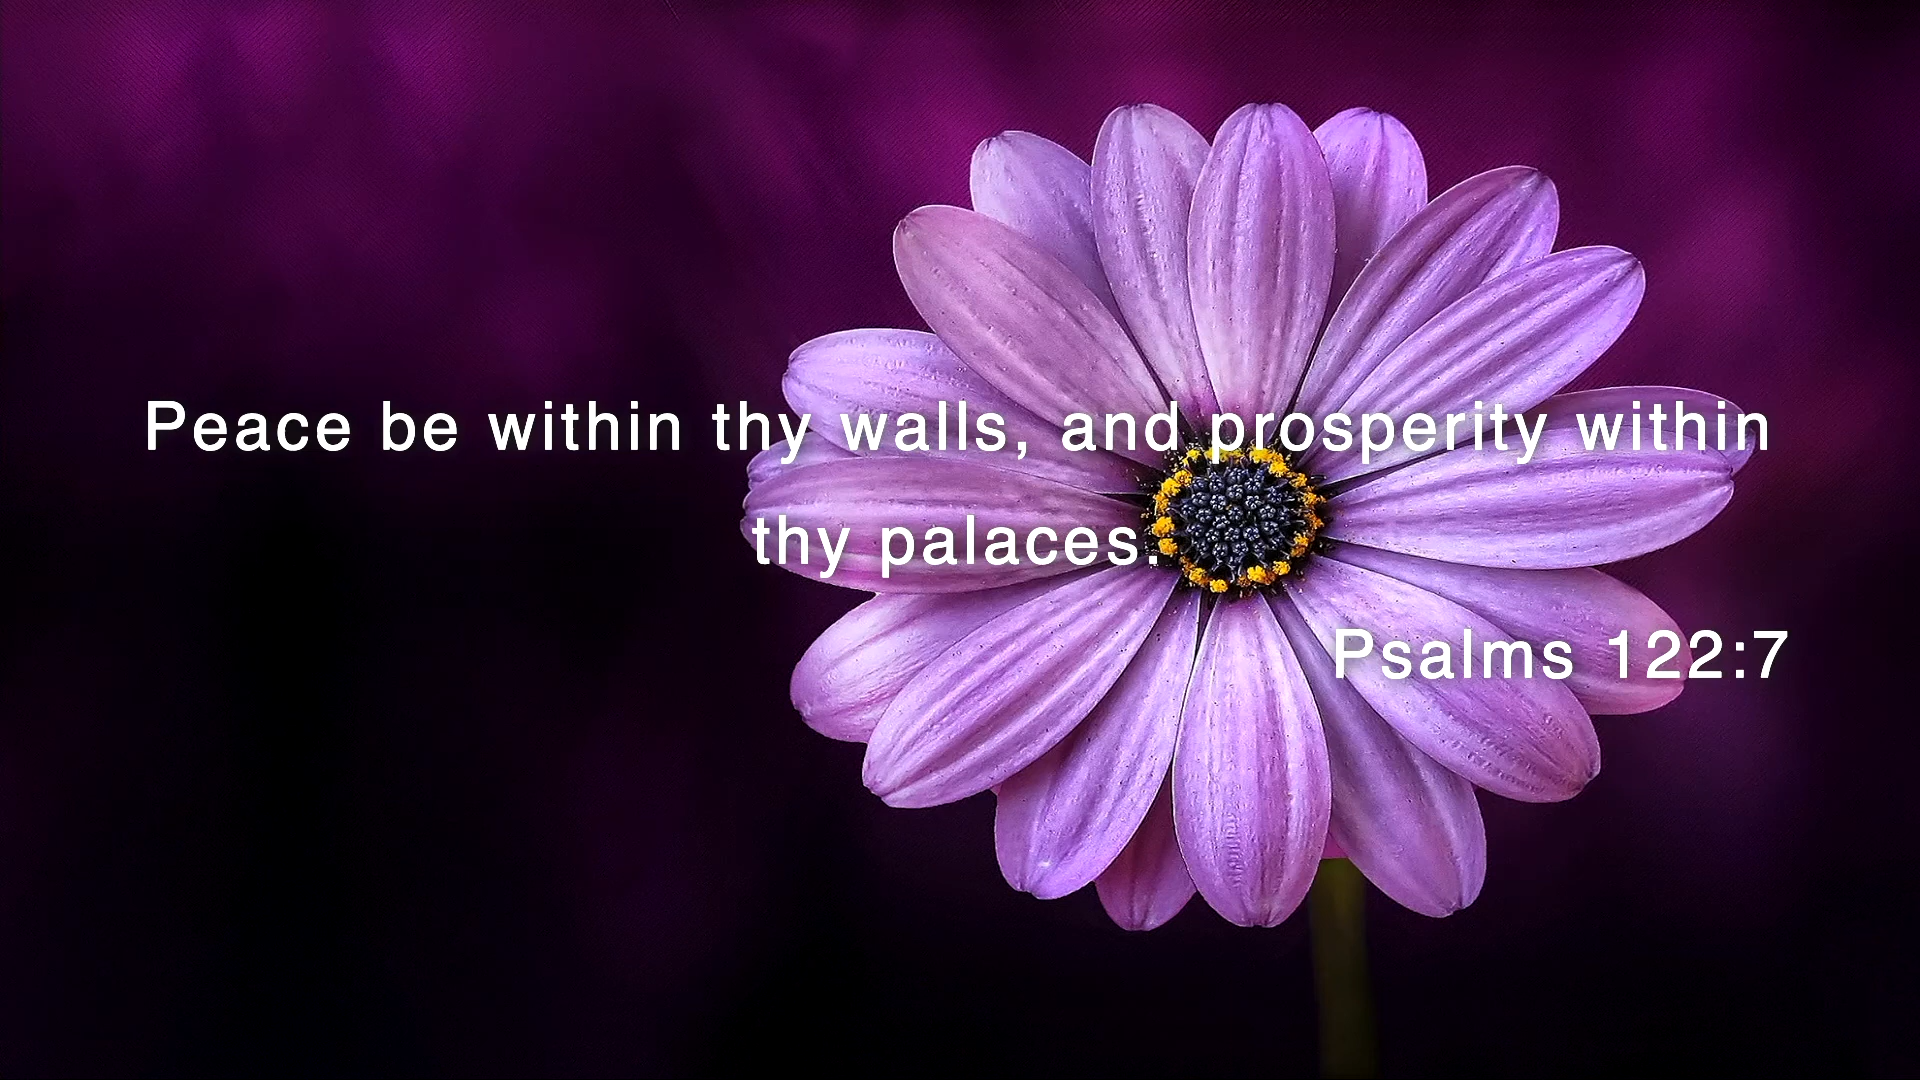 Peace be within thy walls, and prosperity within
thy palaces.
Psalms 122:7